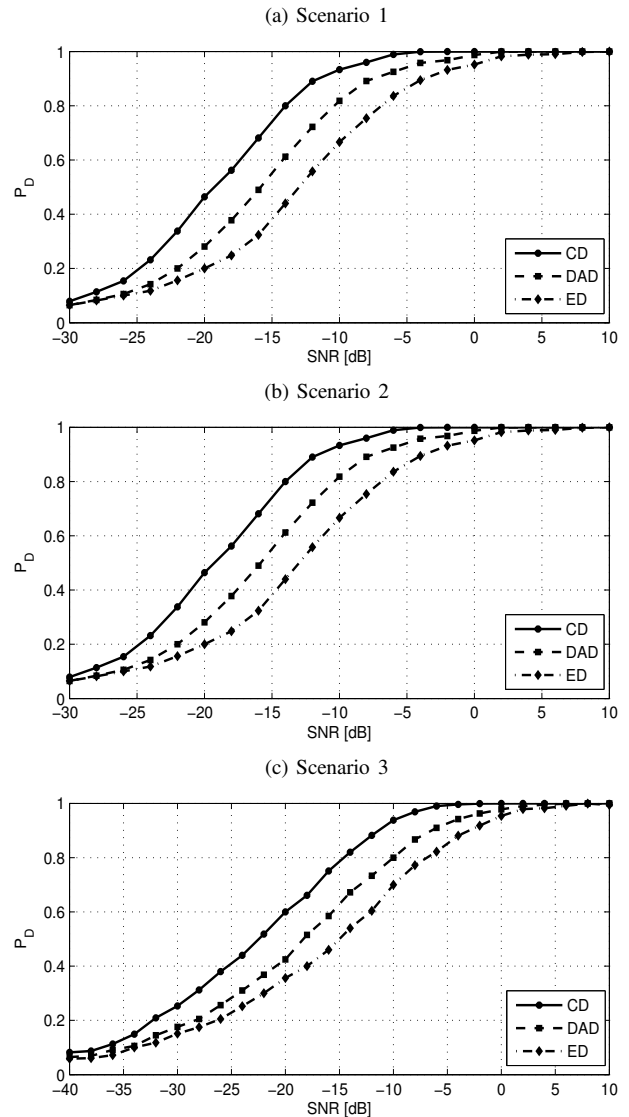 (a) Scenario 1
1
0.8
0.6
0.4
0.2
0
P_D
−30 −25 −20 −15 −10 −5 0 5 10
SNR [dB]
CD
DAD
ED
(b) Scenario 2
1
0.8
0.6
0.4
0.2
0
P_D
−30 −25 −20 −15 −10 −5 0 5 10
SNR [dB]
CD
DAD
ED
(c) Scenario 3
1
0.8
0.6
0.4
0.2
0
P_D
−40 −35 −30 −25 −20 −15 −10 −5 0 5 10
SNR [dB]
CD
DAD
ED